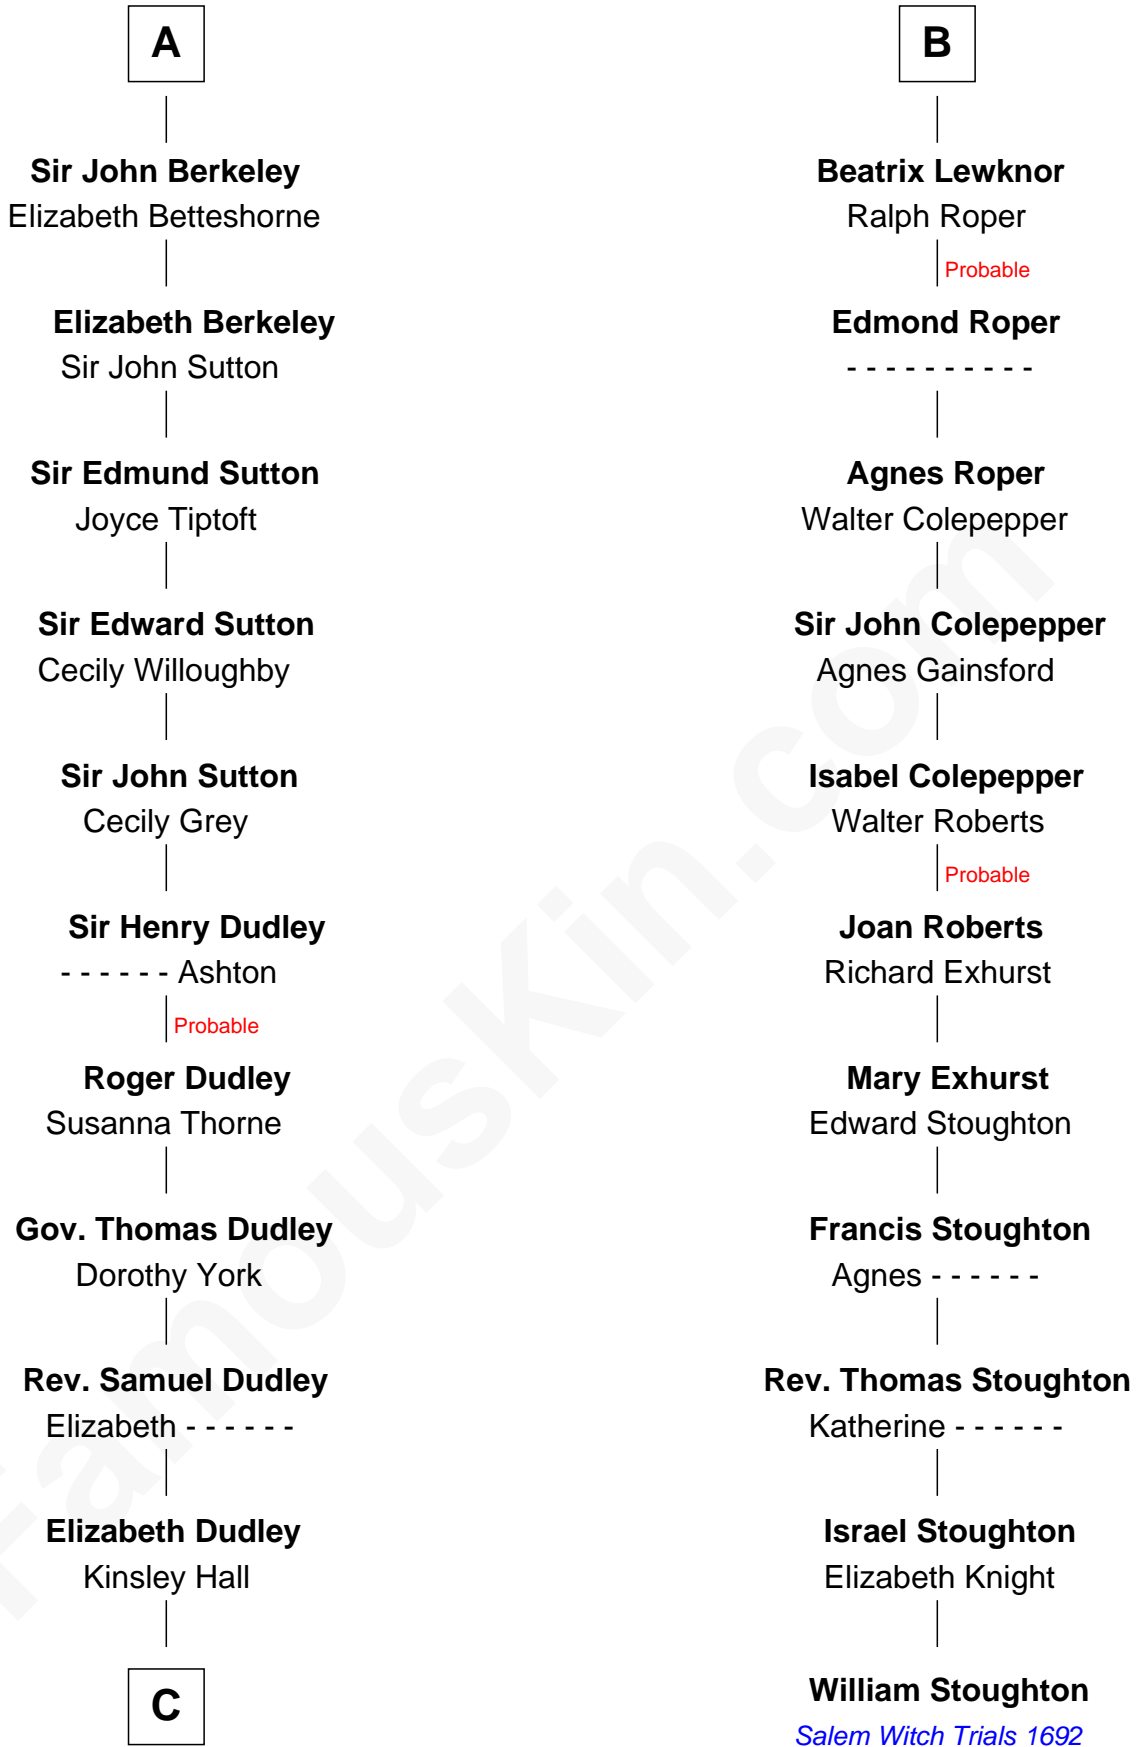 A
Sir John Berkeley
Elizabeth Betteshorne
Elizabeth Berkeley
Sir John Sutton
Sir Edmund Sutton
Joyce Tiptoft
Sir Edward Sutton
Cecily Willoughby
Sir John Sutton
Cecily Grey
Sir Henry Dudley
- - - - - - Ashton
Probable
Roger Dudley
Susanna Thorne
Gov. Thomas Dudley
Dorothy York
Rev. Samuel Dudley
Elizabeth - - - - - -
Elizabeth Dudley
Kinsley Hall
C
B
Beatrix Lewknor
Ralph Roper
Probable
Edmond Roper
- - - - - - - - - -
Agnes Roper
Walter Colepepper
Sir John Colepepper
Agnes Gainsford
Isabel Colepepper
Walter Roberts
Probable
Joan Roberts
Richard Exhurst
Mary Exhurst
Edward Stoughton
Francis Stoughton
Agnes - - - - - -
Rev. Thomas Stoughton
Katherine - - - - - -
Israel Stoughton
Elizabeth Knight
William Stoughton
Salem Witch Trials 1692
FamousKin.com